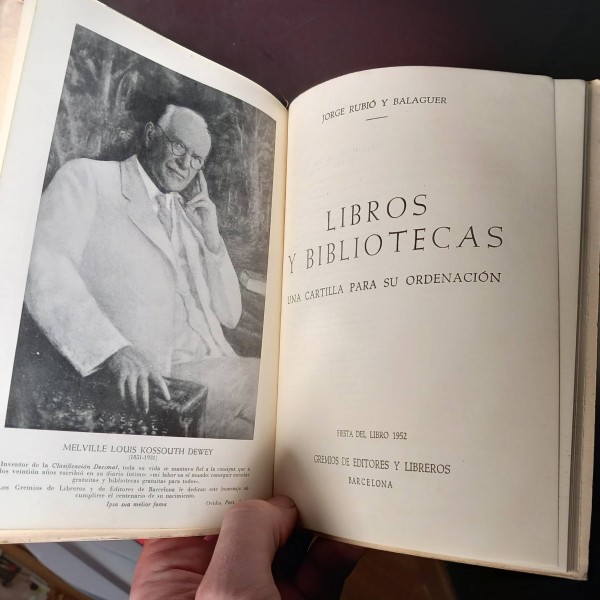 MELVILLE LOUIS KOSSOUTH DEWEY
(1851-1931)
Inventor de la Clasificación Decimal, toda su vida se mantuvo fiel a la consigna que a
los veintiún años escribió en su diario íntimo: «mi labor en el mundo conseguir escuelas
gratuitas y bibliotecas gratuitas para todos».
Los Gremios de Libreros y de Editores de Barcelona le dedican este homenaje al
cumplirse el centenario de su nacimiento.
Ipsa sua melior fama
Ovidio.
JORGE RUBIÓ Y BALAGUER
LIBROS
Y BIBLIOTECAS
UNA CARTILLA PARA SU ORDENACIÓN
FIESTA DEL LIBRO 1952
GREMIOS DE EDITORES Y LIBREROS
BARCELONA